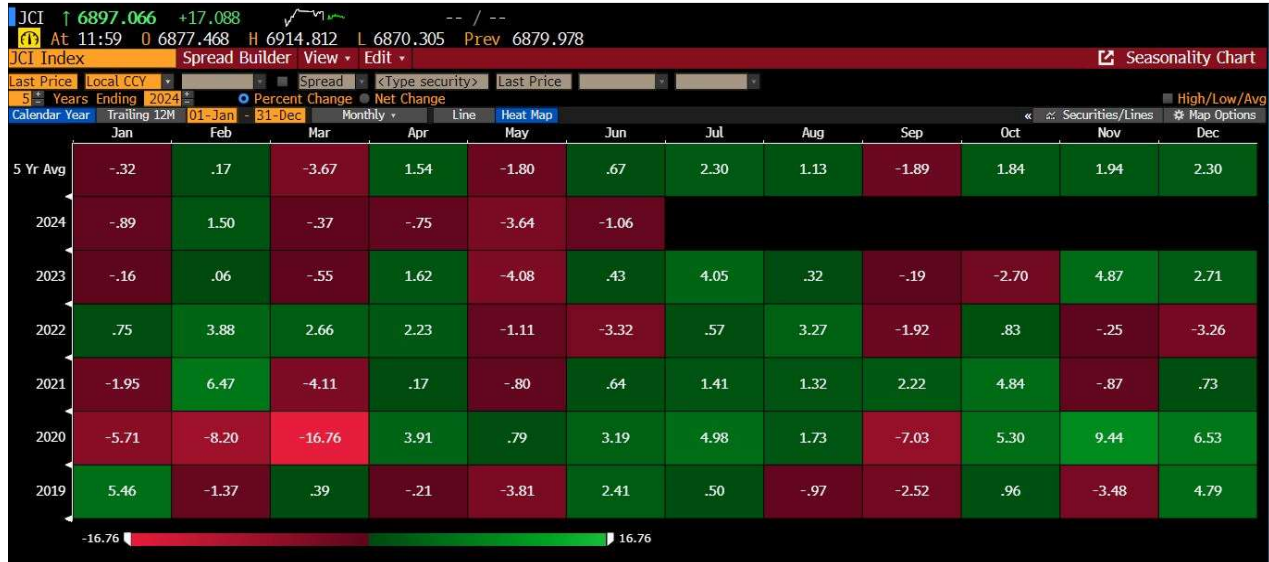 JCI ↑ 6897.066 +17.088 -- / --
At 11:59 O 6877.468 H 6914.812 L 6870.305 Prev 6879.978
JCI Index Spread Builder View Edit Seasonality Chart
Last Price Local CCY Spread <Type security> Last Price
5 Years Ending 2024 Percent Change Net Change High/Low/Avg
Calendar Year Trailing 12M 01-Jan - 31-Dec Monthly Line Heat Map « Securities/Lines Map Options
Jan Feb Mar Apr May Jun Jul Aug Sep Oct Nov Dec
5 Yr Avg -.32 .17 -3.67 1.54 -1.80 .67 2.30 1.13 -1.89 1.84 1.94 2.30
2024 -.89 1.50 -.37 -.75 -3.64 -1.06
2023 -.16 .06 -.55 1.62 -4.08 .43 4.05 .32 -.19 -2.70 4.87 2.71
2022 .75 3.88 2.66 2.23 -1.11 -3.32 .57 3.27 -1.92 .83 -.25 -3.26
2021 -1.95 6.47 -4.11 .17 -.80 .64 1.41 1.32 2.22 4.84 -.87 .73
2020 -5.71 -8.20 -16.76 3.91 .79 3.19 4.98 1.73 -7.03 5.30 9.44 6.53
2019 5.46 -1.37 .39 -.21 -3.81 2.41 .50 -.97 -2.52 .96 -3.48 4.79
-16.76 16.76